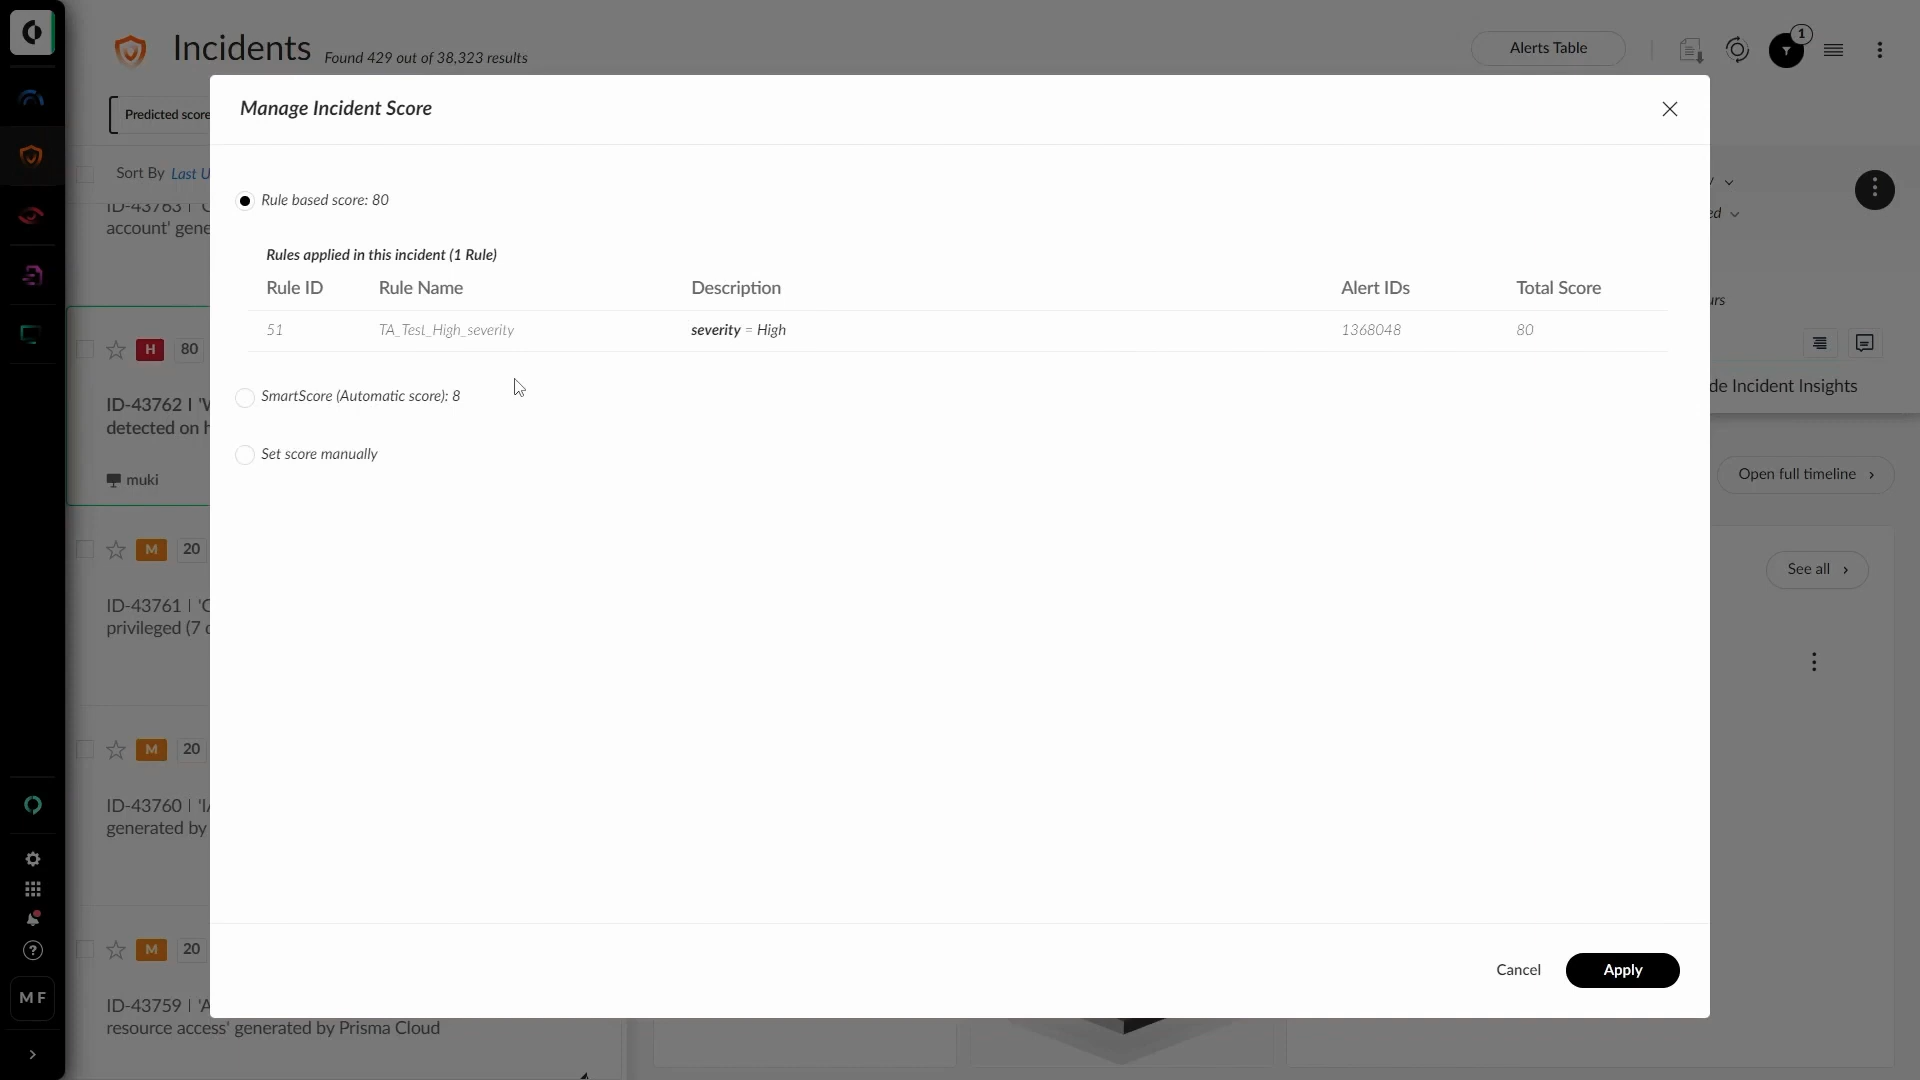 Incidents Found 429 out of 38,323 results
Alerts Table
1
Predicted score
Manage Incident Score
Sort By Last U
Rule based score: 80
ID-43763 | 'C
account' gene
Rules applied in this incident (1 Rule)
Rule ID Rule Name Description Alert IDs Total Score
51 TA_Test_High_severity severity = High 1368048 80
H 80
SmartScore (Automatic score): 8
de Incident Insights
ID-43762 | 'V
detected on h
Set score manually
muki
Open full timeline
M 20
See all
ID-43761 | 'C
privileged (7 d
M 20
ID-43760 | 'IA
generated by
M 20
Cancel Apply
M F
ID-43759 | 'A
resource access' generated by Prisma Cloud